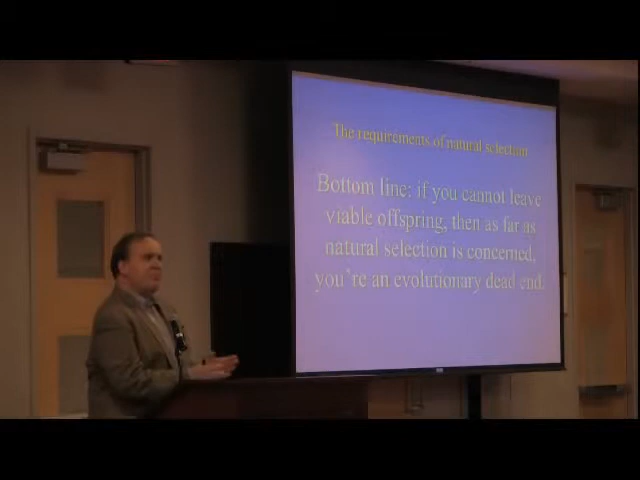 The requirements of natural selection
Bottom line: if you cannot leave
viable offspring, then as far as
natural selection is concerned,
you're an evolutionary dead end.